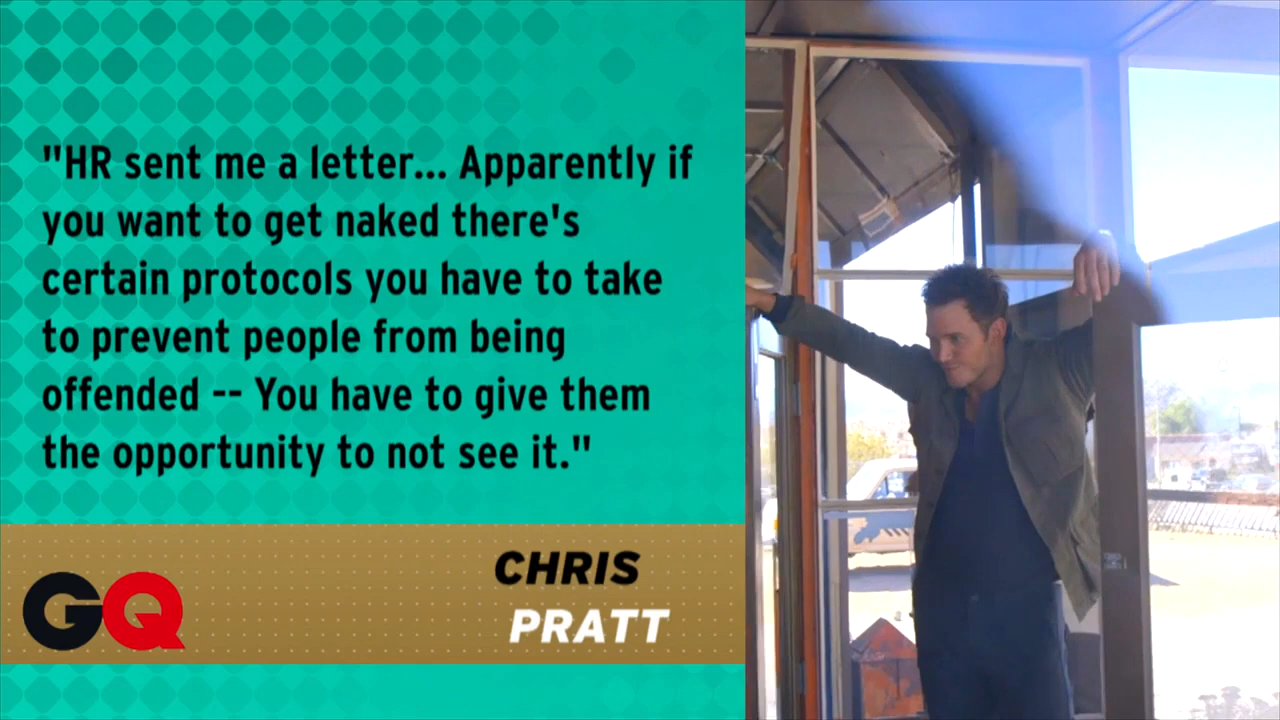 "HR sent me a letter... Apparently if
you want to get naked there's
certain protocols you have to take
to prevent people from being
offended -- You have to give them
the opportunity to not see it."
GQ
CHRIS
PRATT